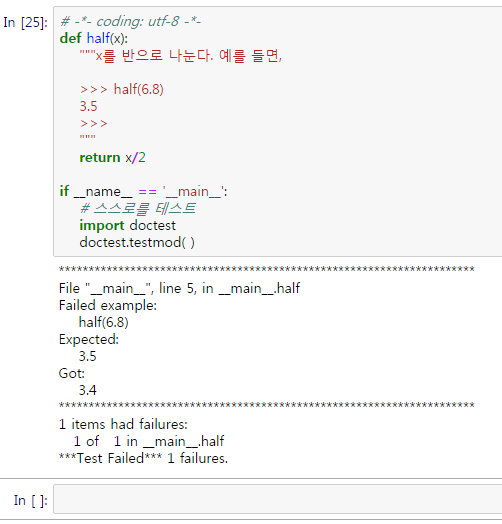 In [25]:
# -*- coding: utf-8 -*-
def half(x):
    """x를 반으로 나눈다. 예를 들면,

    >>> half(6.8)
    3.5
    >>>
    """
    return x/2

if __name__ == '__main__':
    # 스스로를 테스트
    import doctest
    doctest.testmod( )
**********************************************************************
File "__main__", line 5, in __main__.half
Failed example:
    half(6.8)
Expected:
    3.5
Got:
    3.4
**********************************************************************
1 items had failures:
   1 of   1 in __main__.half
***Test Failed*** 1 failures.
In [ ]: